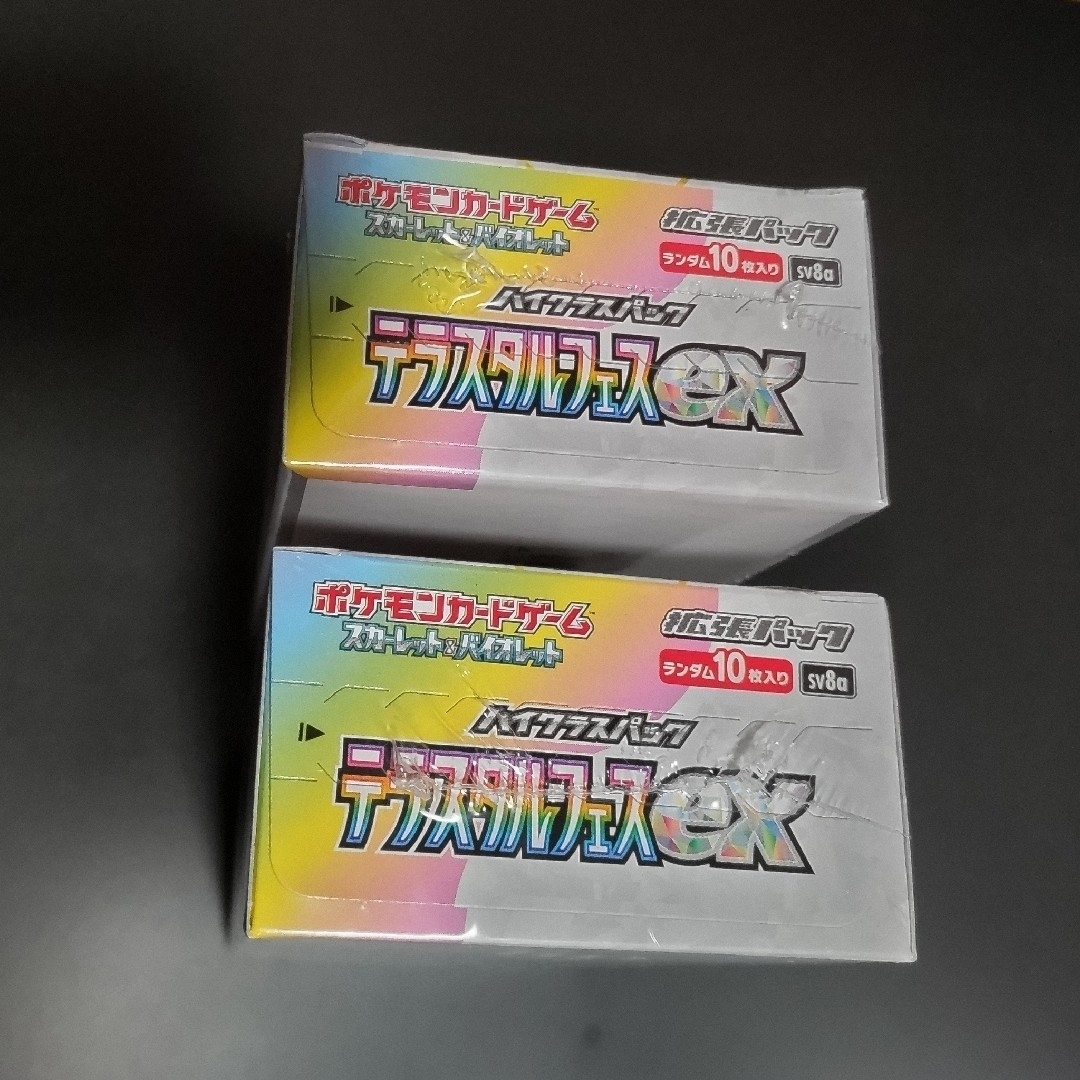 ポケモンカードゲーム™
スカーレット&バイオレット
拡張パック
ランダム10枚入り sv8a
ハイクラスパック
テラスタルフェスex
ポケモンカードゲーム™
スカーレット&バイオレット
拡張パック
ランダム10枚入り sv8a
ハイクラスパック
テラスタルフェスex